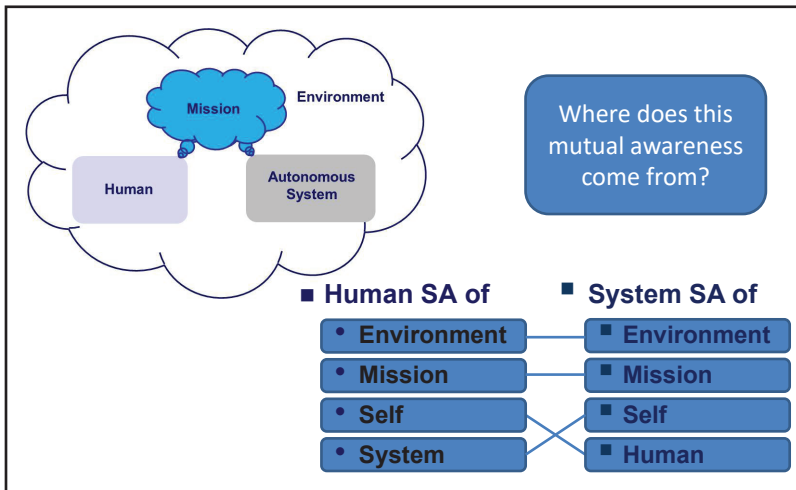 Mission
Environment
Human
Autonomous
System
Where does this
mutual awareness
come from?
■ Human SA of
• Environment
• Mission
• Self
• System
■ System SA of
■ Environment
■ Mission
■ Self
■ Human